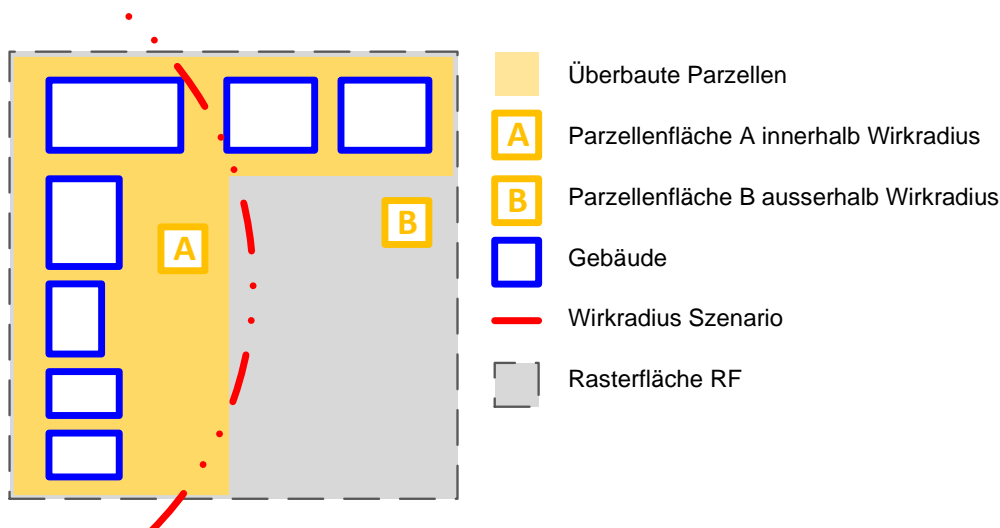 Überbaute Parzellen
A Parzellenfläche A innerhalb Wirkradius
B Parzellenfläche B ausserhalb Wirkradius
Gebäude
Wirkradius Szenario
Rasterfläche RF
A
B